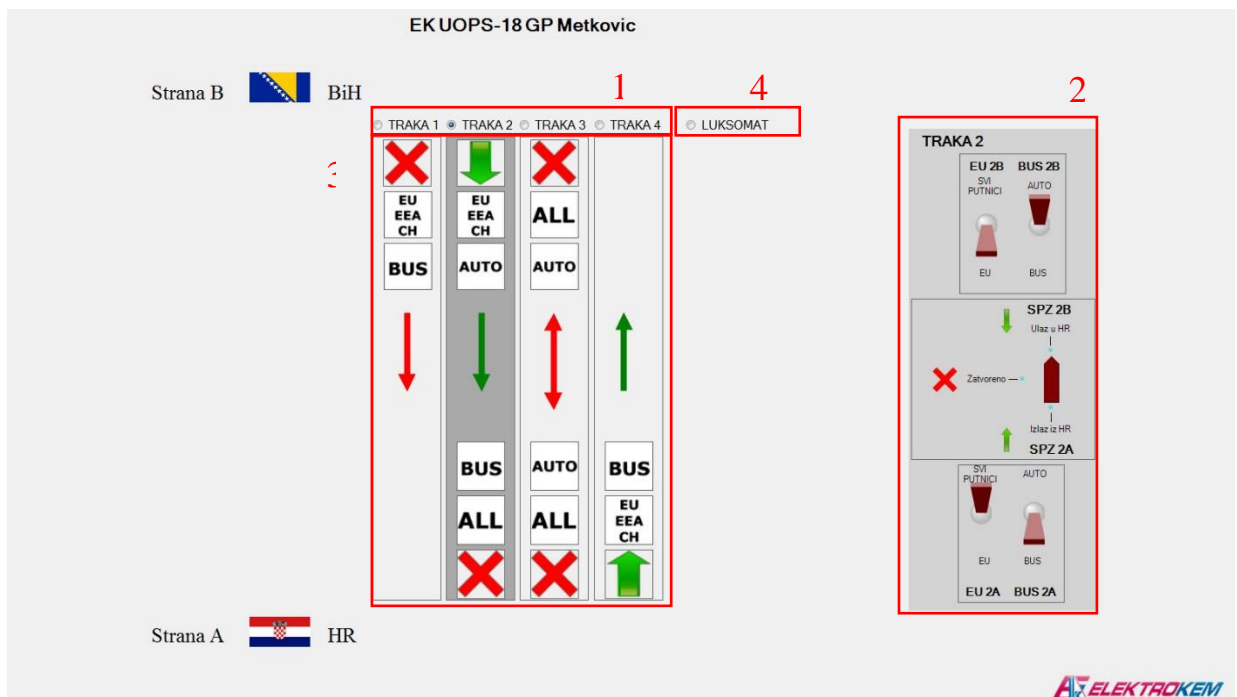 EK UOPS-18 GP Metkovic
Strana B BiH
1
4
2
3
TRAKA 1 TRAKA 2 TRAKA 3 TRAKA 4 LUKSOMAT
EU
EEA
CH
EU
EEA
CH
ALL
BUS AUTO AUTO
BUS AUTO BUS
ALL ALL
EU
EEA
CH
TRAKA 2
EU 2B BUS 2B
SVI
PUTNICI
AUTO
EU BUS
SPZ 2B
Ulaz u HR
Zatvoreno
Izlaz iz HR
SPZ 2A
SVI
PUTNICI
AUTO
EU BUS
EU 2A BUS 2A
Strana A HR
ELEKTROKEM